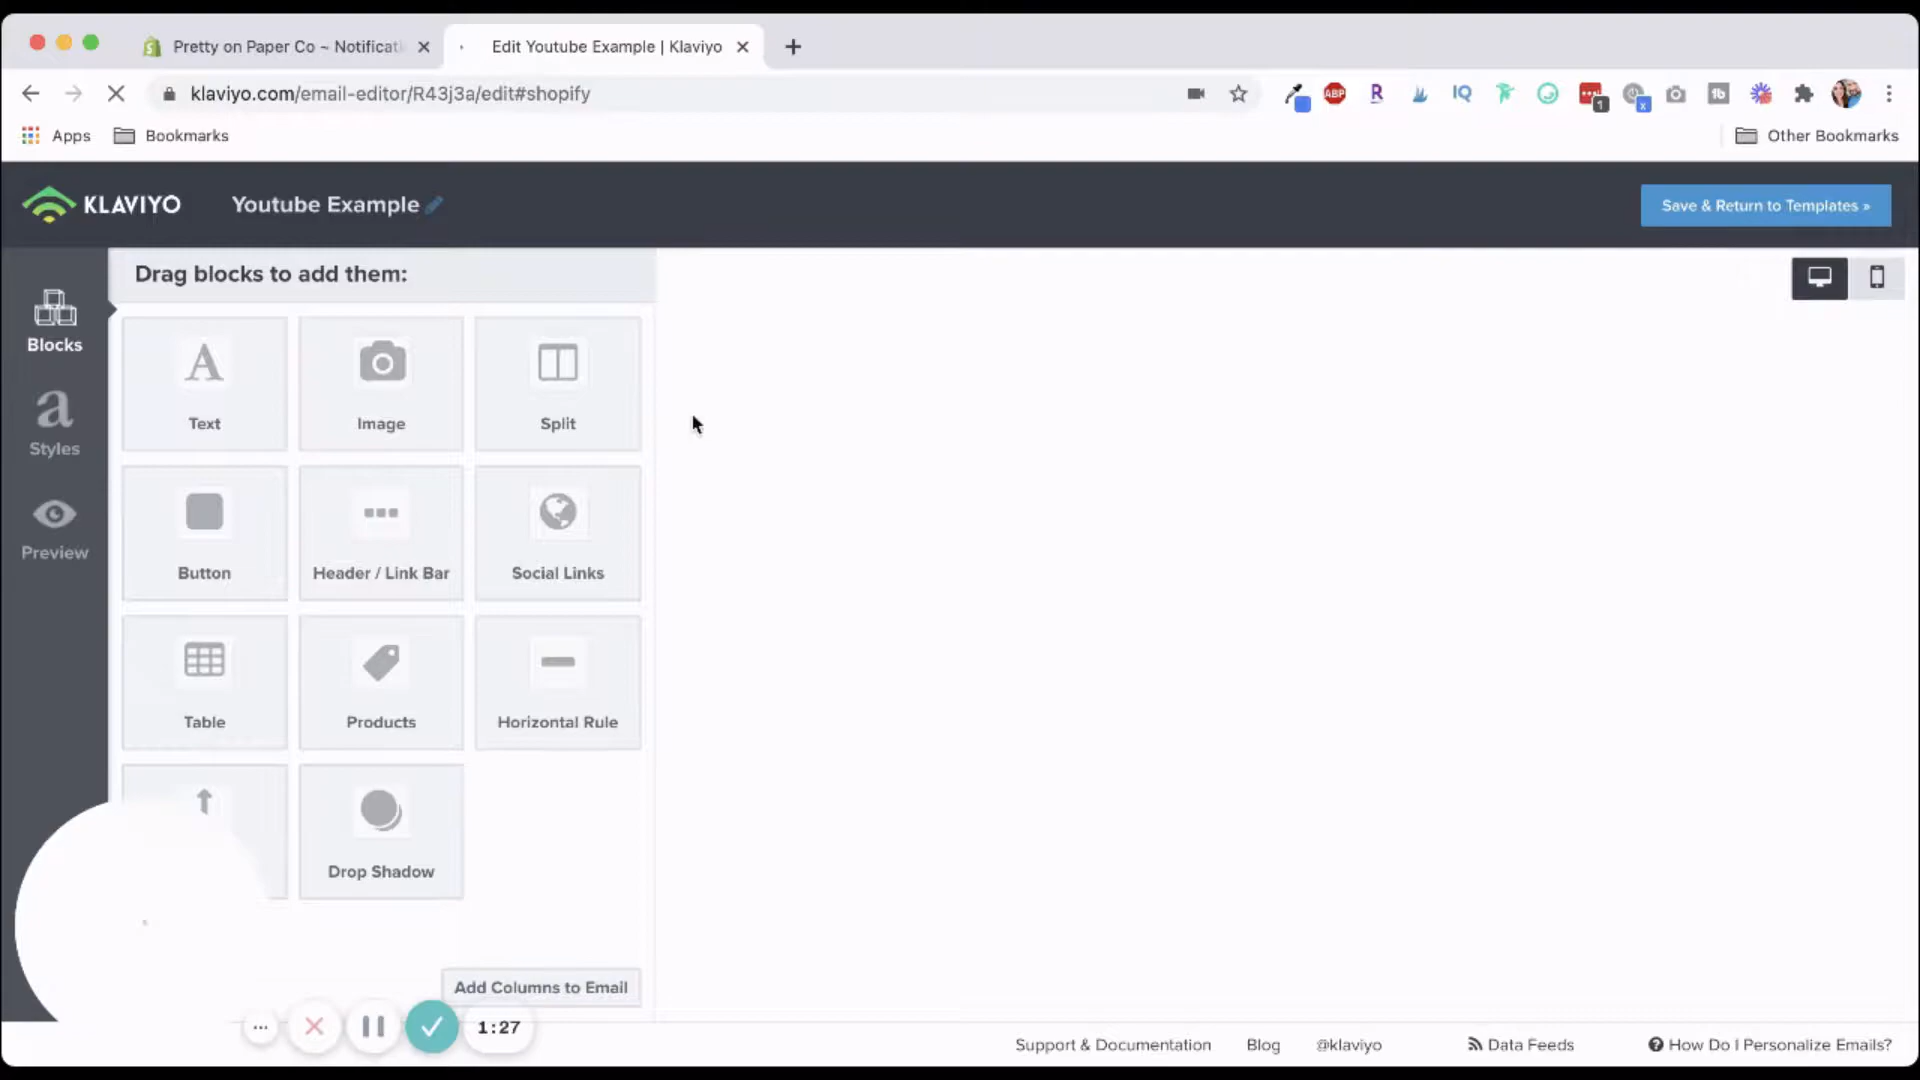 Pretty on Paper Co ~ Notificati
Edit Youtube Example | Klaviyo
klaviyo.com/email-editor/R43j3a/edit#shopify
ABP
R
IQ
1
x
Apps
Bookmarks
Other Bookmarks
KLAVIYO
Youtube Example
Save & Return to Templates »
Drag blocks to add them:
Blocks
Styles
Preview
Text
Image
Split
Button
Header / Link Bar
Social Links
Table
Products
Horizontal Rule
Drop Shadow
Add Columns to Email
1:27
Support & Documentation
Blog
@klaviyo
Data Feeds
How Do I Personalize Emails?